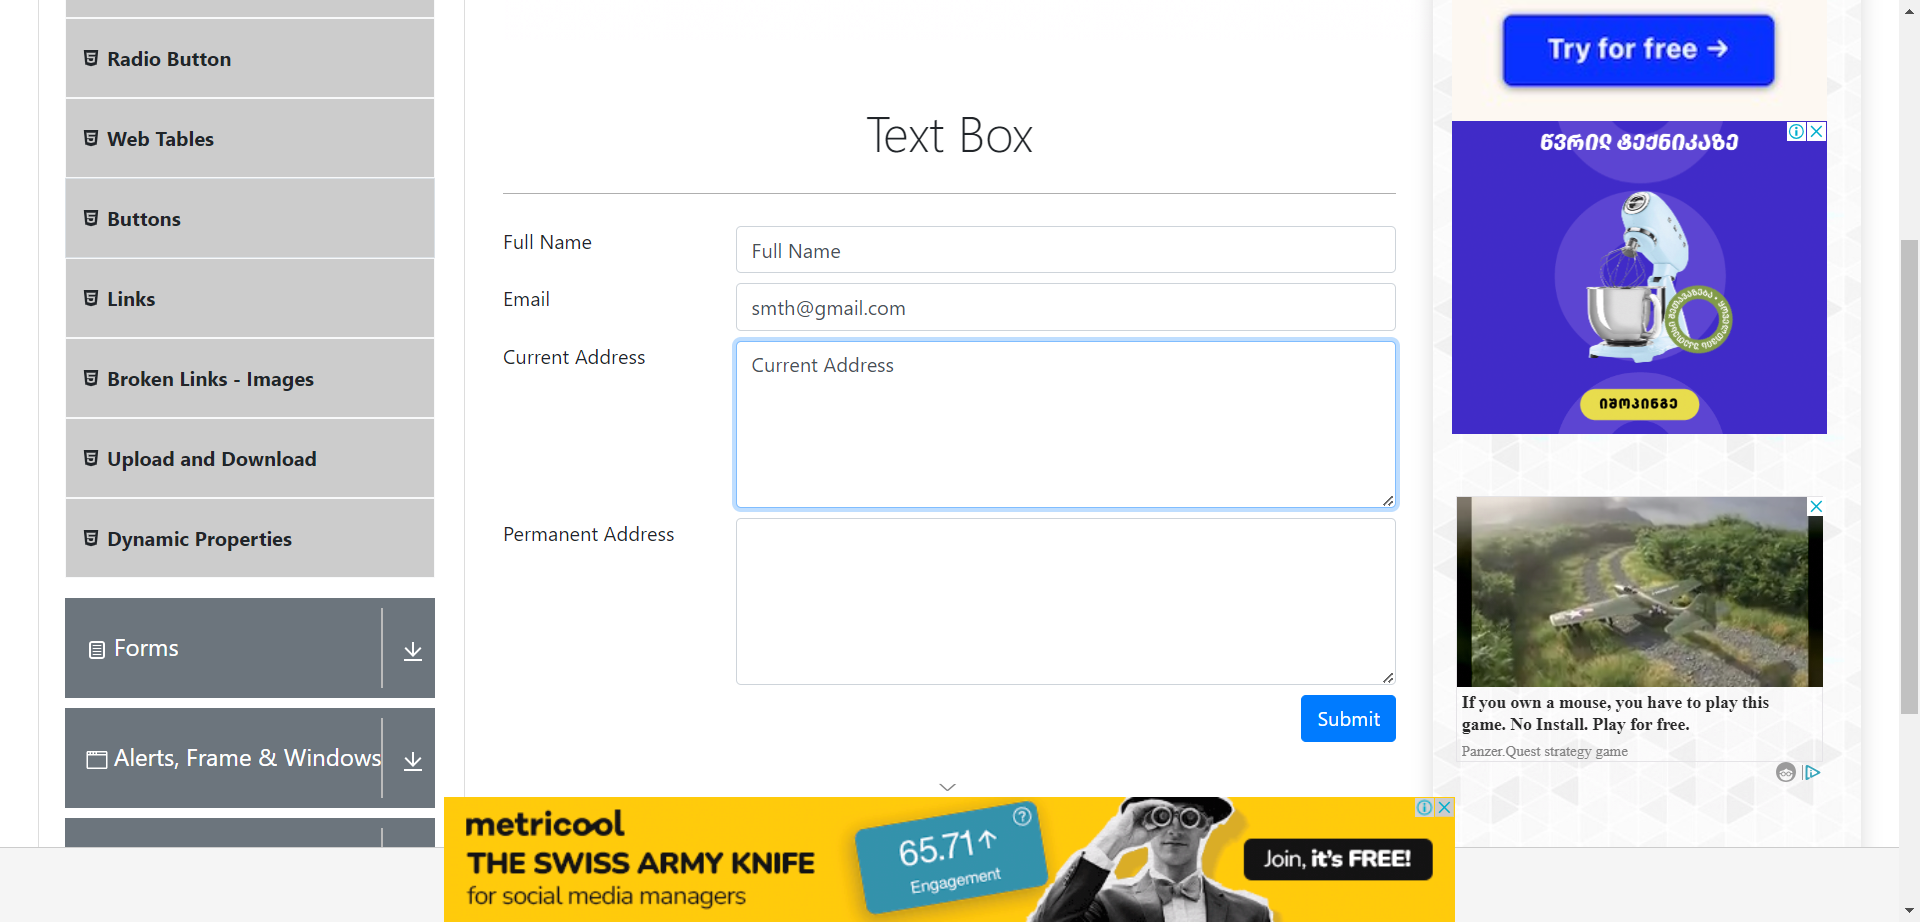 Radio Button
Web Tables
Buttons
Links
Broken Links - Images
Upload and Download
Dynamic Properties
Forms
Alerts, Frame & Windows
Text Box
Full Name
Full Name
Email
smth@gmail.com
Current Address
Current Address
Permanent Address
Submit
Try for free →
წვრილ ტექნიკაზე
იშოპინგე
If you own a mouse, you have to play this
game. No Install. Play for free.
Panzer.Quest strategy game
metricool
THE SWISS ARMY KNIFE
for social media managers
65.71↑
Engagement
Join, it's FREE!